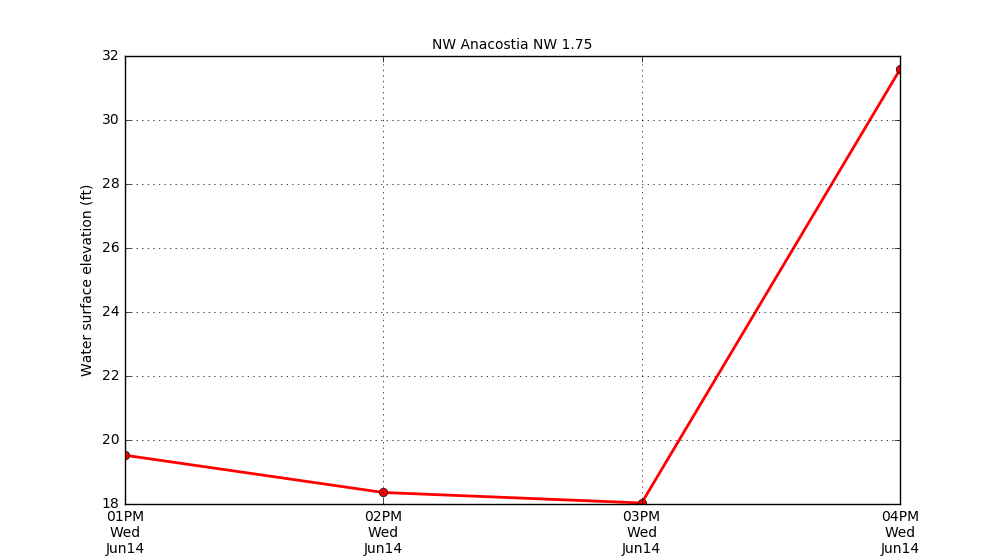 NW Anacostia NW 1.75
Water surface elevation (ft)
32
30
28
26
24
22
20
18
01PM 02PM 03PM 04PM
Wed Wed Wed Wed
Jun14 Jun14 Jun14 Jun14